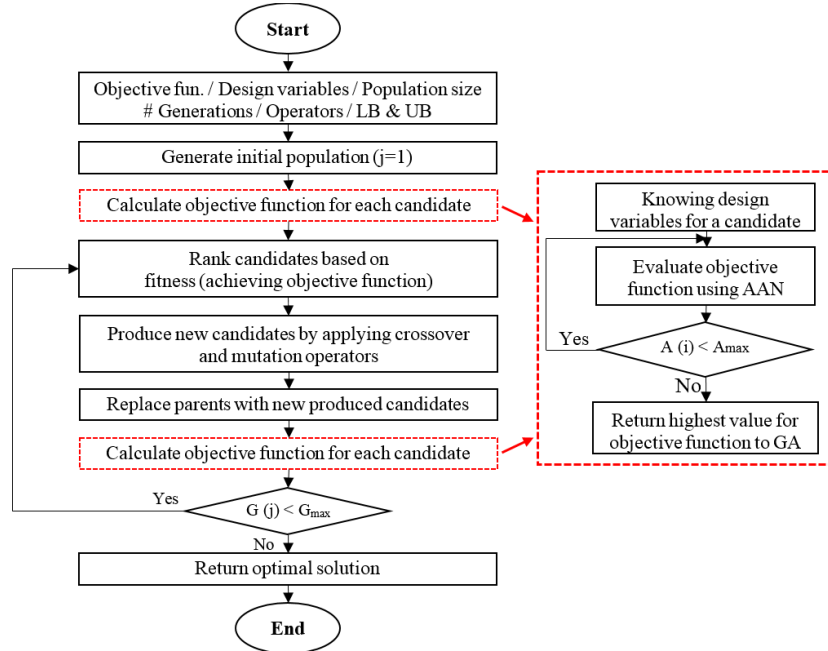 Start
Objective fun. / Design variables / Population size
# Generations / Operators / LB & UB
Generate initial population (j=1)
Calculate objective function for each candidate
Rank candidates based on
fitness (achieving objective function)
Produce new candidates by applying crossover
and mutation operators
Replace parents with new produced candidates
Calculate objective function for each candidate
Yes
G (j) < Gmax
No
Return optimal solution
End
Knowing design
variables for a candidate
Evaluate objective
function using AAN
Yes
A (i) < Amax
No
Return highest value for
objective function to GA